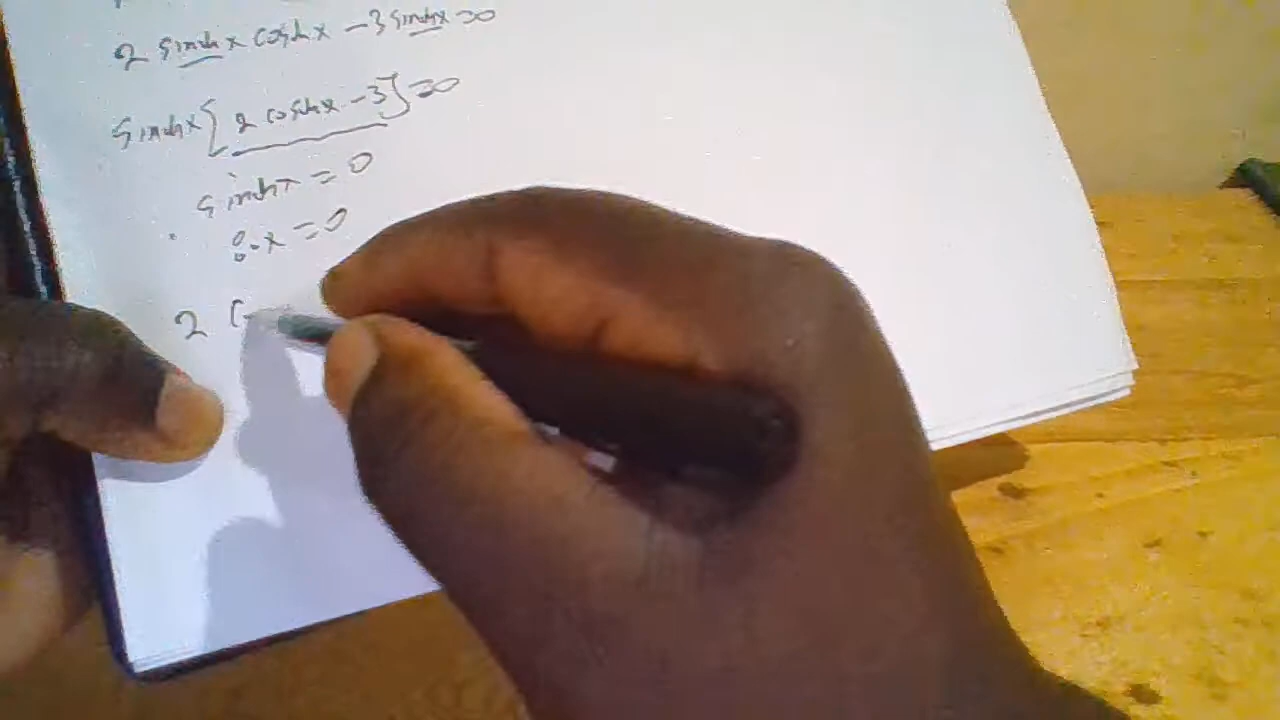 2 sinhx coshx - 3 sinhx = 0
sinhx [2 coshx - 3] = 0
sinhx = 0
∴ x = 0
2 C